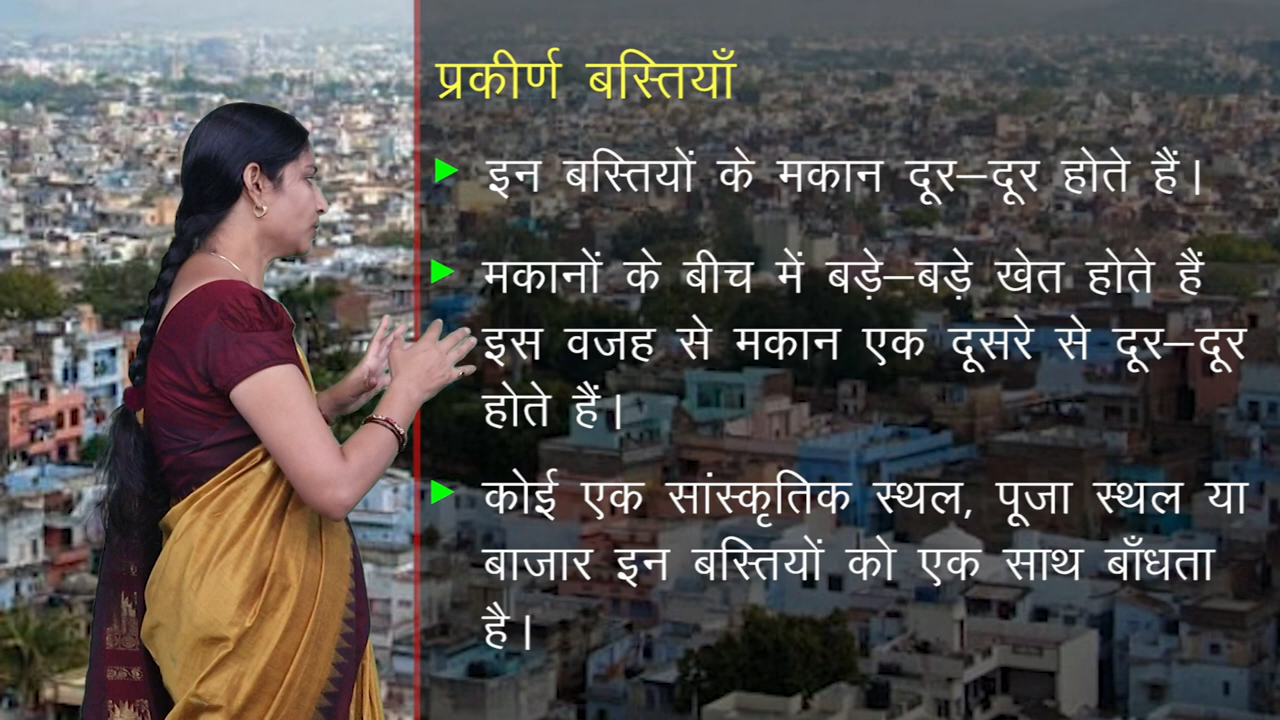 प्रकीर्ण बस्तियाँ
इन बस्तियों के मकान दूर–दूर होते हैं।
मकानों के बीच में बड़े–बड़े खेत होते हैं
इस वजह से मकान एक दूसरे से दूर–दूर
होते हैं।
कोई एक सांस्कृतिक स्थल, पूजा स्थल या
बाजार इन बस्तियों को एक साथ बाँधता
है।